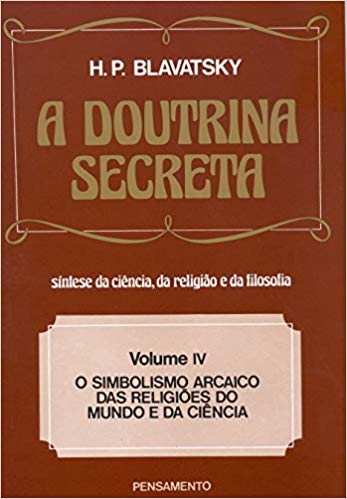 H. P. BLAVATSKY
A DOUTRINA
SECRETA
síntese da ciência, da religião e da filosofia
Volume IV
O SIMBOLISMO ARCAICO
DAS RELIGIÕES DO
MUNDO E DA CIÊNCIA
PENSAMENTO